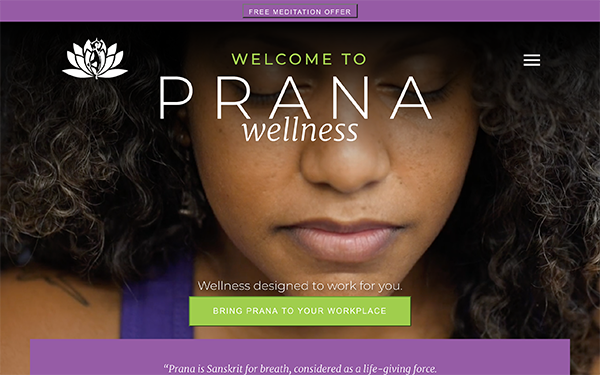 FREE MEDITATION OFFER
WELCOME TO
PRANA
wellness
Wellness designed to work for you.
BRING PRANA TO YOUR WORKPLACE
“Prana is Sanskrit for breath, considered as a life-giving force.